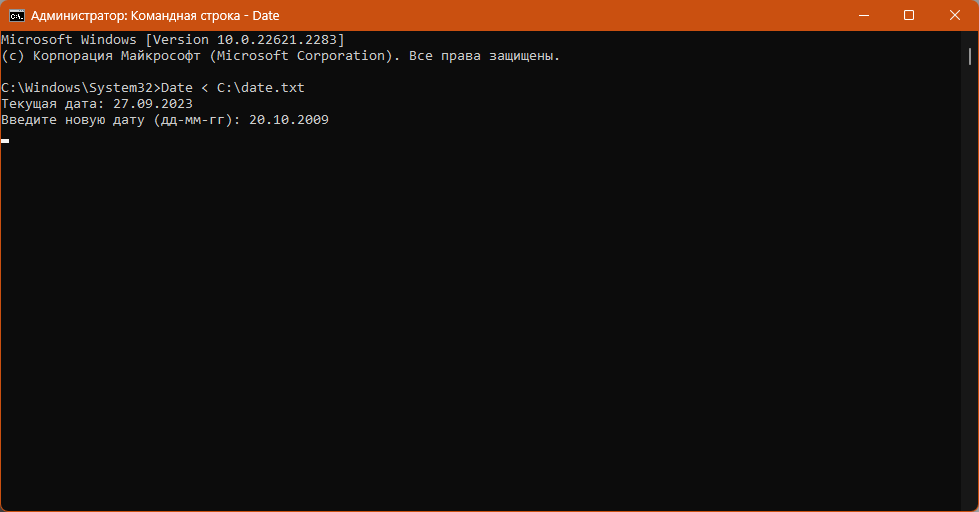 Администратор: Командная строка - Date
Microsoft Windows [Version 10.0.22621.2283]
(c) Корпорация Майкрософт (Microsoft Corporation). Все права защищены.
C:\Windows\System32>Date < C:\date.txt
Текущая дата: 27.09.2023
Введите новую дату (дд-мм-гг): 20.10.2009